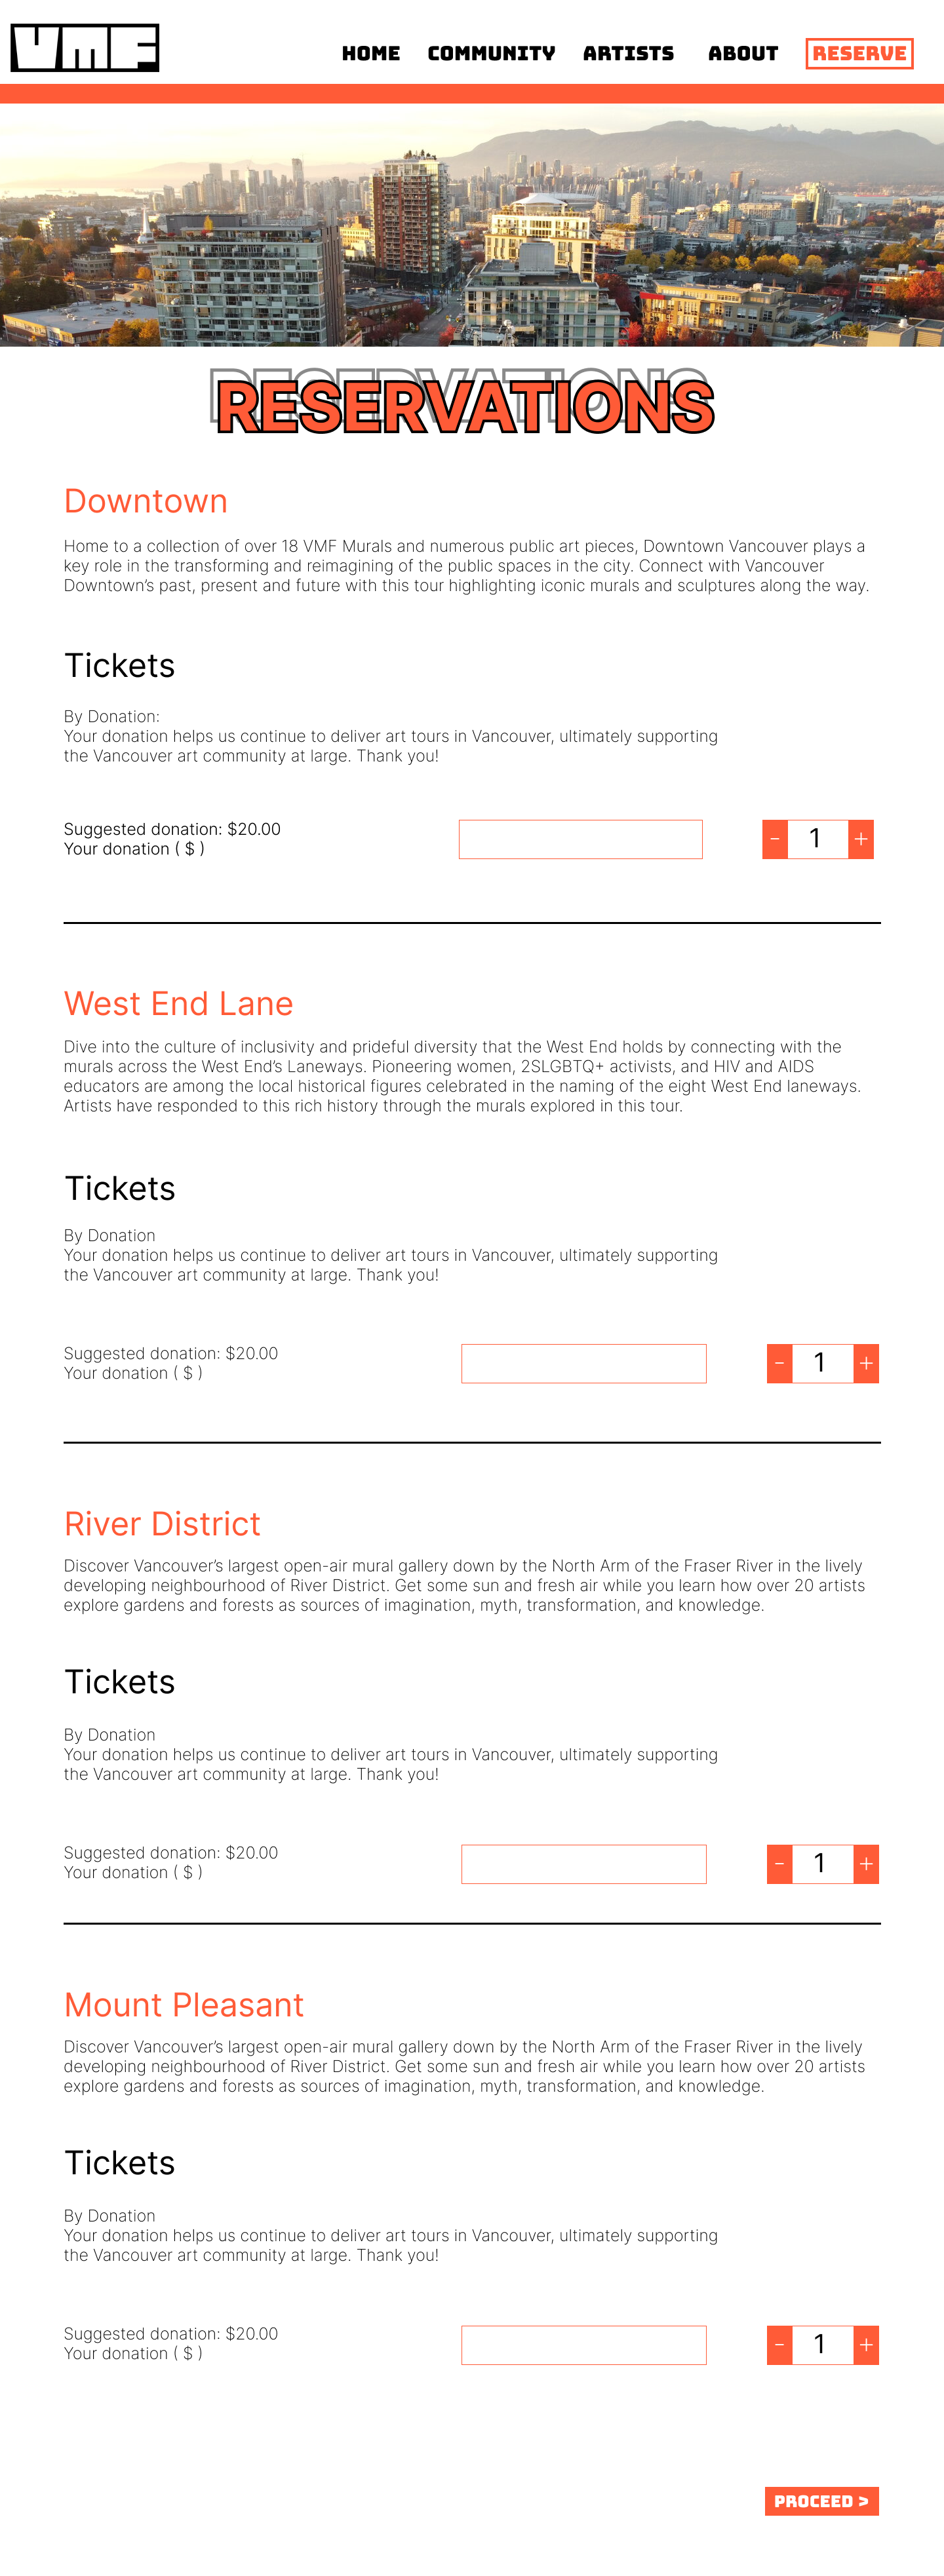 VMF
HOME COMMUNITY ARTISTS ABOUT RESERVE
RESERVATIONS
Downtown
Home to a collection of over 18 VMF Murals and numerous public art pieces, Downtown Vancouver plays a
key role in the transforming and reimagining of the public spaces in the city. Connect with Vancouver
Downtown’s past, present and future with this tour highlighting iconic murals and sculptures along the way.
Tickets
By Donation:
Your donation helps us continue to deliver art tours in Vancouver, ultimately supporting
the Vancouver art community at large. Thank you!
Suggested donation: $20.00
Your donation ( $ )
- 1 +
West End Lane
Dive into the culture of inclusivity and prideful diversity that the West End holds by connecting with the
murals across the West End’s Laneways. Pioneering women, 2SLGBTQ+ activists, and HIV and AIDS
educators are among the local historical figures celebrated in the naming of the eight West End laneways.
Artists have responded to this rich history through the murals explored in this tour.
Tickets
By Donation
Your donation helps us continue to deliver art tours in Vancouver, ultimately supporting
the Vancouver art community at large. Thank you!
Suggested donation: $20.00
Your donation ( $ )
- 1 +
River District
Discover Vancouver’s largest open-air mural gallery down by the North Arm of the Fraser River in the lively
developing neighbourhood of River District. Get some sun and fresh air while you learn how over 20 artists
explore gardens and forests as sources of imagination, myth, transformation, and knowledge.
Tickets
By Donation
Your donation helps us continue to deliver art tours in Vancouver, ultimately supporting
the Vancouver art community at large. Thank you!
Suggested donation: $20.00
Your donation ( $ )
- 1 +
Mount Pleasant
Discover Vancouver’s largest open-air mural gallery down by the North Arm of the Fraser River in the lively
developing neighbourhood of River District. Get some sun and fresh air while you learn how over 20 artists
explore gardens and forests as sources of imagination, myth, transformation, and knowledge.
Tickets
By Donation
Your donation helps us continue to deliver art tours in Vancouver, ultimately supporting
the Vancouver art community at large. Thank you!
Suggested donation: $20.00
Your donation ( $ )
- 1 +
PROCEED >